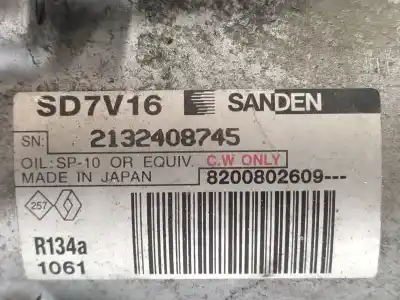 SD7V16 SANDEN
SN: 2132408745
OIL: SP-10 OR EQUIV. C.W ONLY
MADE IN JAPAN 8200802609---
257
R134a
1061